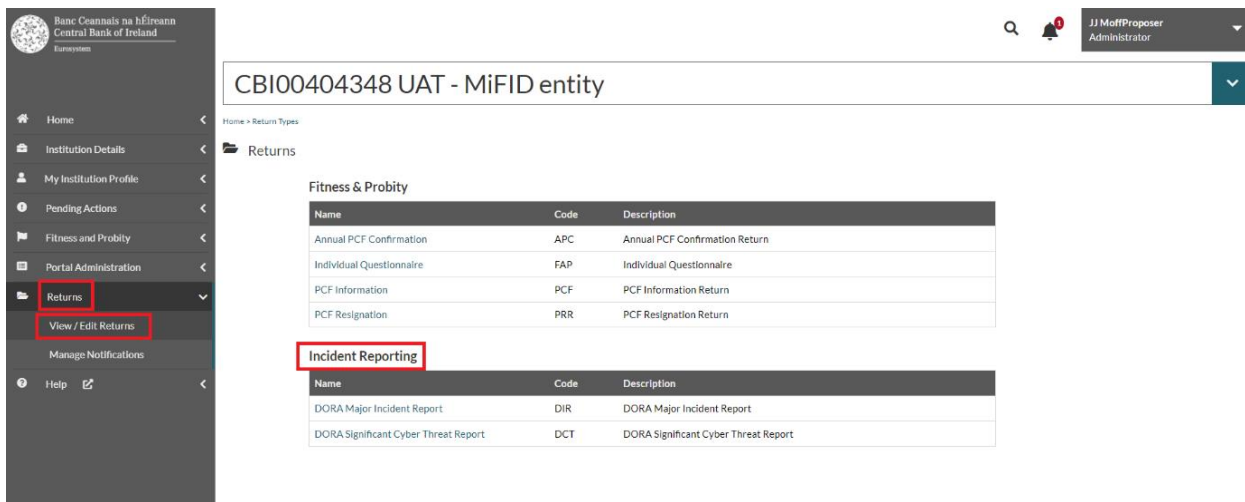 Banc Ceannais na hÉireann
Central Bank of Ireland
Eurosystem
1
JJ MoffProposer
Administrator
CBI00404348 UAT - MiFID entity
Home
Institution Details
My Institution Profile
Pending Actions
Fitness and Probity
Portal Administration
Returns
View / Edit Returns
Manage Notifications
Help
Home > Return Types
Returns
Fitness & Probity
Name Code Description
Annual PCF Confirmation APC Annual PCF Confirmation Return
Individual Questionnaire FAP Individual Questionnaire
PCF Information PCF PCF Information Return
PCF Resignation PRR PCF Resignation Return
Incident Reporting
Name Code Description
DORA Major Incident Report DIR DORA Major Incident Report
DORA Significant Cyber Threat Report DCT DORA Significant Cyber Threat Report